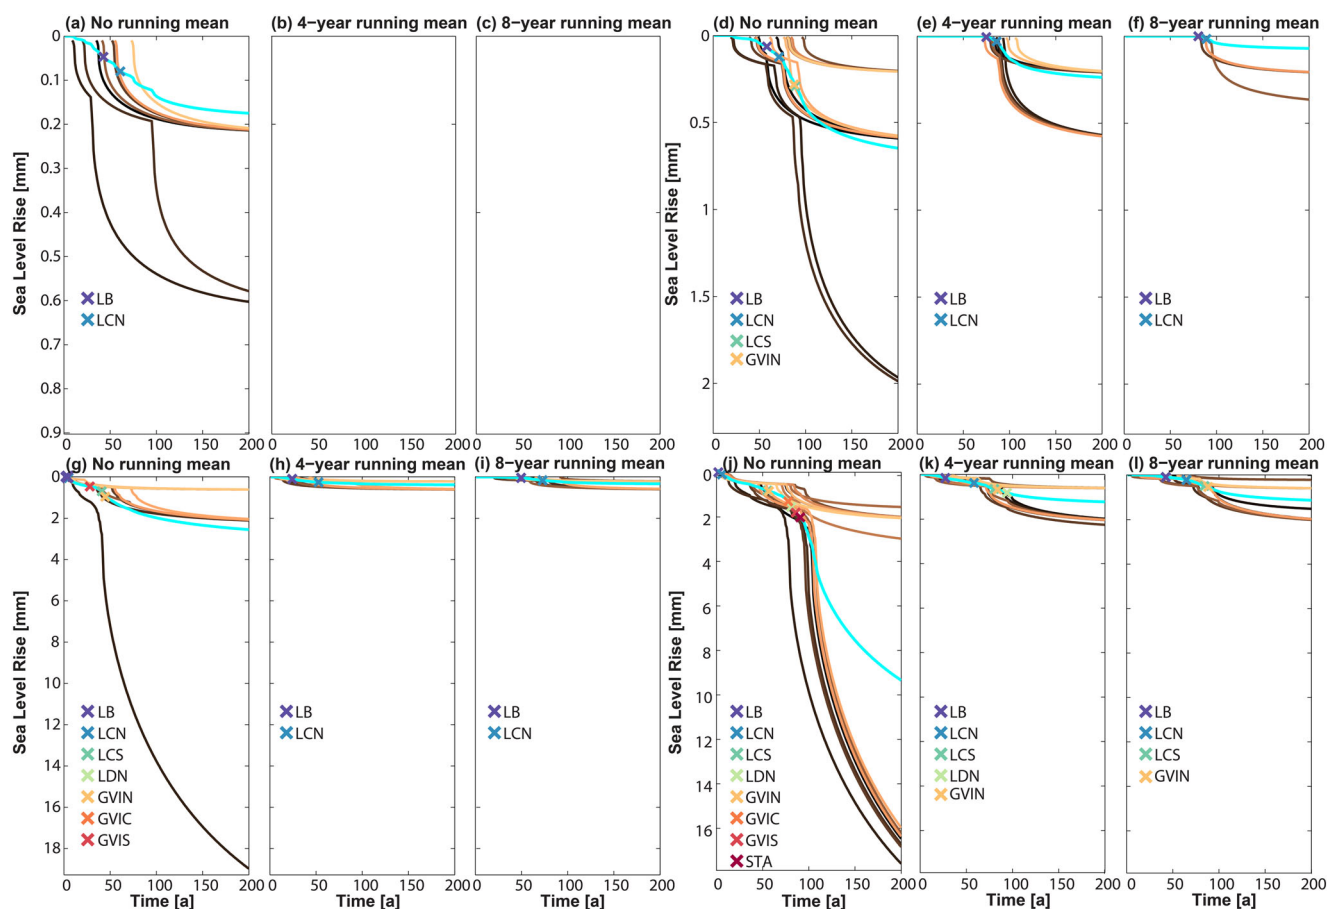 (a) No running mean
(b) 4−year running mean
(c) 8−year running mean
(d) No running mean
(e) 4−year running mean
(f) 8−year running mean
Sea Level Rise [mm]
0
0.1
0.2
0.3
0.4
0.5
0.6
0.7
0.8
0.9
LB
LCN
0 50 100 150 200
0 50 100 150 200
0 50 100 150 200
Sea Level Rise [mm]
0
0.5
1
1.5
2
LB
LCN
LCS
GVIN
LB
LCN
LB
LCN
0 50 100 150 200
0 50 100 150 200
0 50 100 150 200
(g) No running mean
(h) 4−year running mean
(i) 8−year running mean
(j) No running mean
(k) 4−year running mean
(l) 8−year running mean
Sea Level Rise [mm]
0
2
4
6
8
10
12
14
16
18
LB
LCN
LCS
LDN
GVIN
GVIC
GVIS
LB
LCN
LB
LCN
0 50 100 150 200
0 50 100 150 200
0 50 100 150 200
Time [a]
Time [a]
Time [a]
Sea Level Rise [mm]
0
2
4
6
8
10
12
14
16
LB
LCN
LCS
LDN
GVIN
GVIC
GVIS
STA
LB
LCN
LCS
LDN
GVIN
LB
LCN
LCS
GVIN
0 50 100 150 200
0 50 100 150 200
0 50 100 150 200
Time [a]
Time [a]
Time [a]